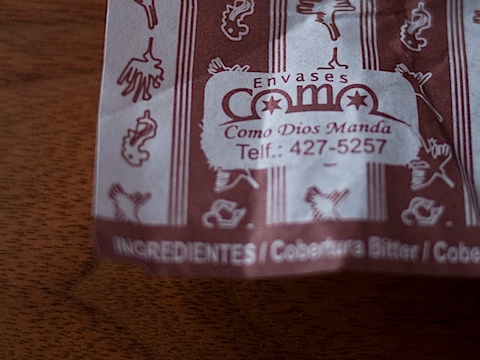 Envases
COMO
Como Dios Manda
Telf.: 427-5257
INGREDIENTES / Cobertura Bitter / Cobe